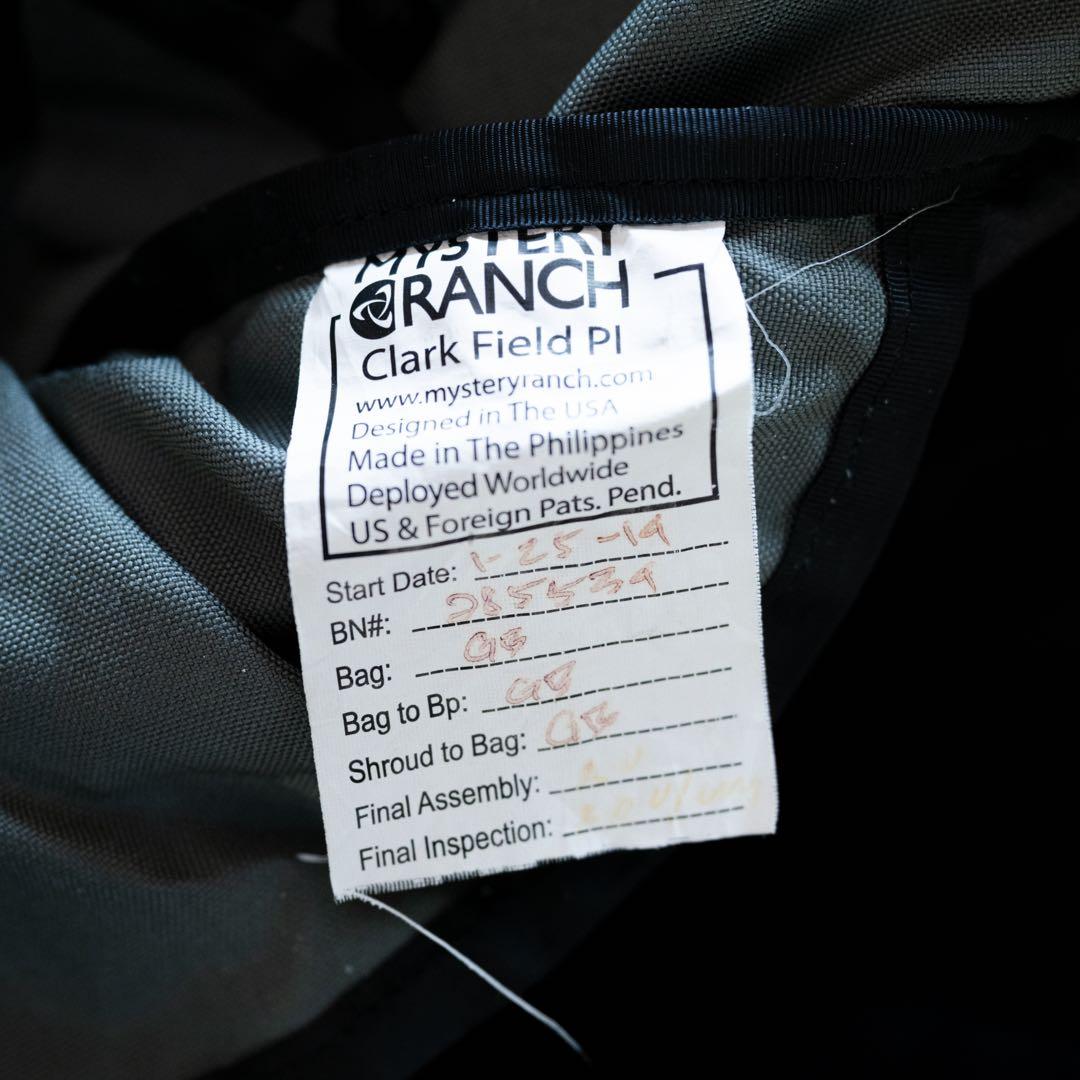 MYSTERY
RANCH
Clark Field PI
www.mysteryranch.com
Designed in The USA
Made in The Philippines
Deployed Worldwide
US & Foreign Pats. Pend.
Start Date: 1-25-19
BN#: 285539
Bag:
Bag to Bp:
Shroud to Bag:
Final Assembly:
Final Inspection: